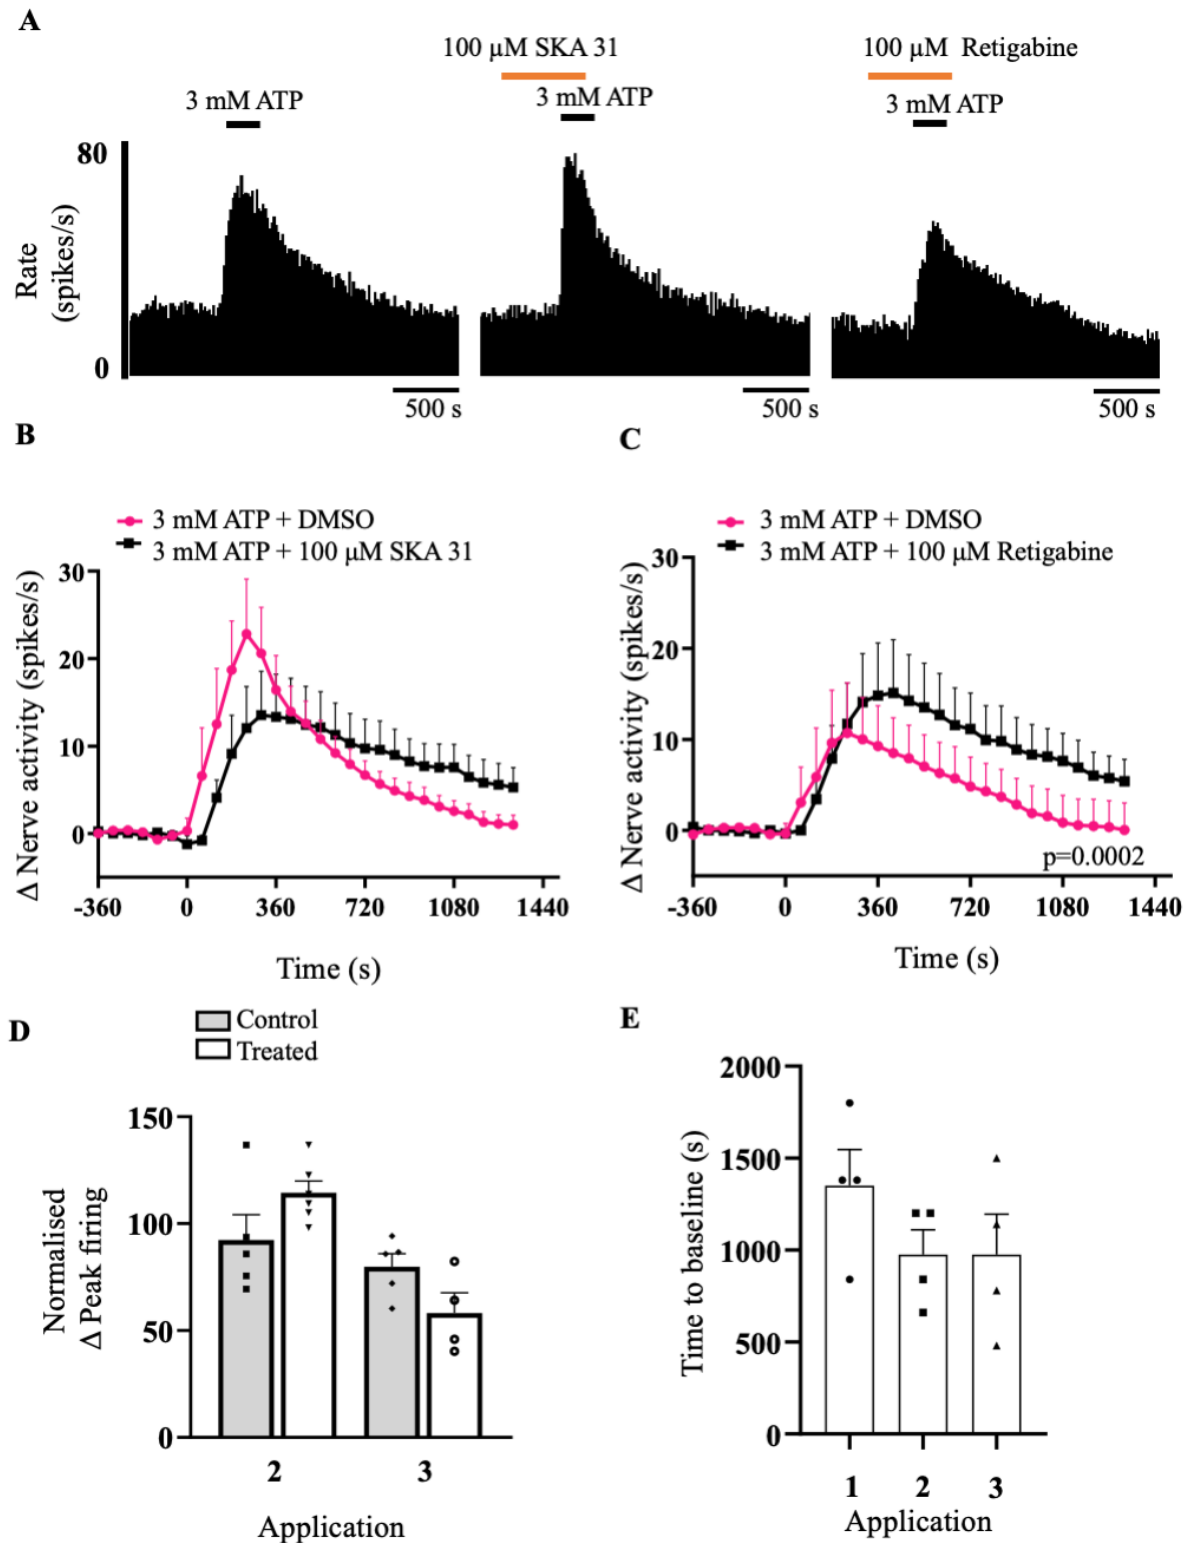 A
100 µM SKA 31
100 µM Retigabine
3 mM ATP
3 mM ATP
3 mM ATP
80
Rate
(spikes/s)
0
500 s
500 s
500 s
B
C
3 mM ATP + DMSO
3 mM ATP + 100 µM SKA 31
3 mM ATP + DMSO
3 mM ATP + 100 µM Retigabine
Δ Nerve activity (spikes/s)
30
20
10
0
-360 0 360 720 1080 1440
Time (s)
Δ Nerve activity (spikes/s)
30
20
10
0
p=0.0002
-360 0 360 720 1080 1440
Time (s)
D
Control
Treated
Normalised
Δ Peak firing
150
100
50
0
2 3
Application
E
Time to baseline (s)
2000
1500
1000
500
0
1 2 3
Application